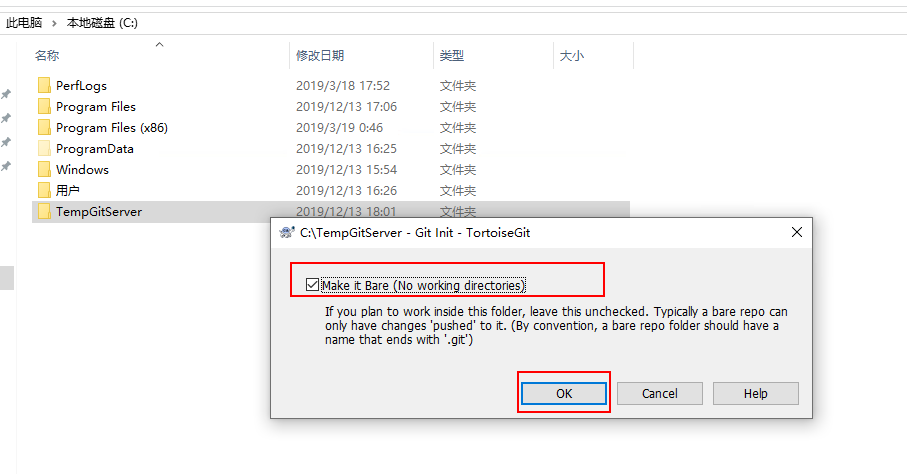 此电脑 > 本地磁盘 (C:)
名称 修改日期 类型 大小
PerfLogs 2019/3/18 17:52 文件夹
Program Files 2019/12/13 17:06 文件夹
Program Files (x86) 2019/3/19 0:46 文件夹
ProgramData 2019/12/13 16:25 文件夹
Windows 2019/12/13 15:54 文件夹
用户 2019/12/13 16:26 文件夹
TempGitServer 2019/12/13 18:01 文件夹
C:\TempGitServer - Git Init - TortoiseGit
Make it Bare (No working directories)
If you plan to work inside this folder, leave this unchecked. Typically a bare repo can
only have changes 'pushed' to it. (By convention, a bare repo folder should have a
name that ends with '.git')
OK Cancel Help